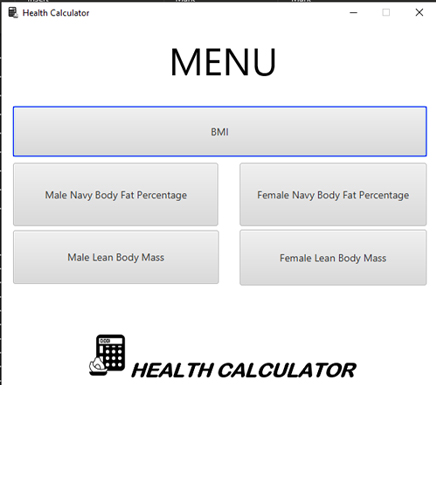 Health Calculator
MENU
BMI
Male Navy Body Fat Percentage
Female Navy Body Fat Percentage
Male Lean Body Mass
Female Lean Body Mass
HEALTH CALCULATOR